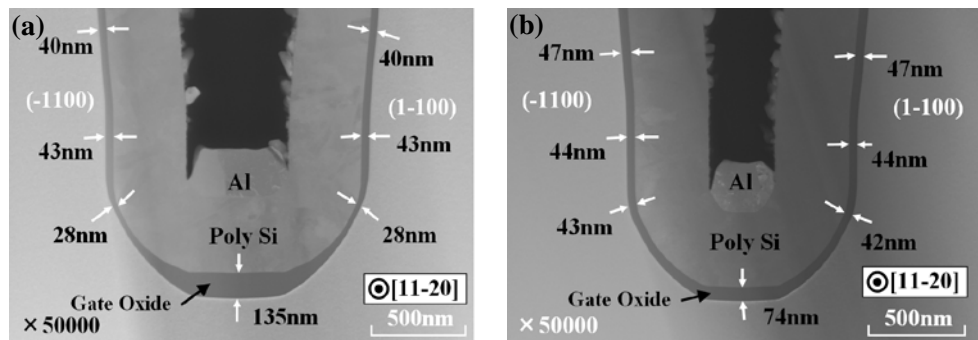 (a)
40nm
40nm
(-1100)
(1-100)
43nm
43nm
Al
28nm
Poly Si
28nm
[11-20]
Gate Oxide
135nm
×50000
500nm
(b)
47nm
47nm
(-1100)
(1-100)
44nm
44nm
Al
43nm
42nm
Poly Si
[11-20]
Gate Oxide
74nm
×50000
500nm